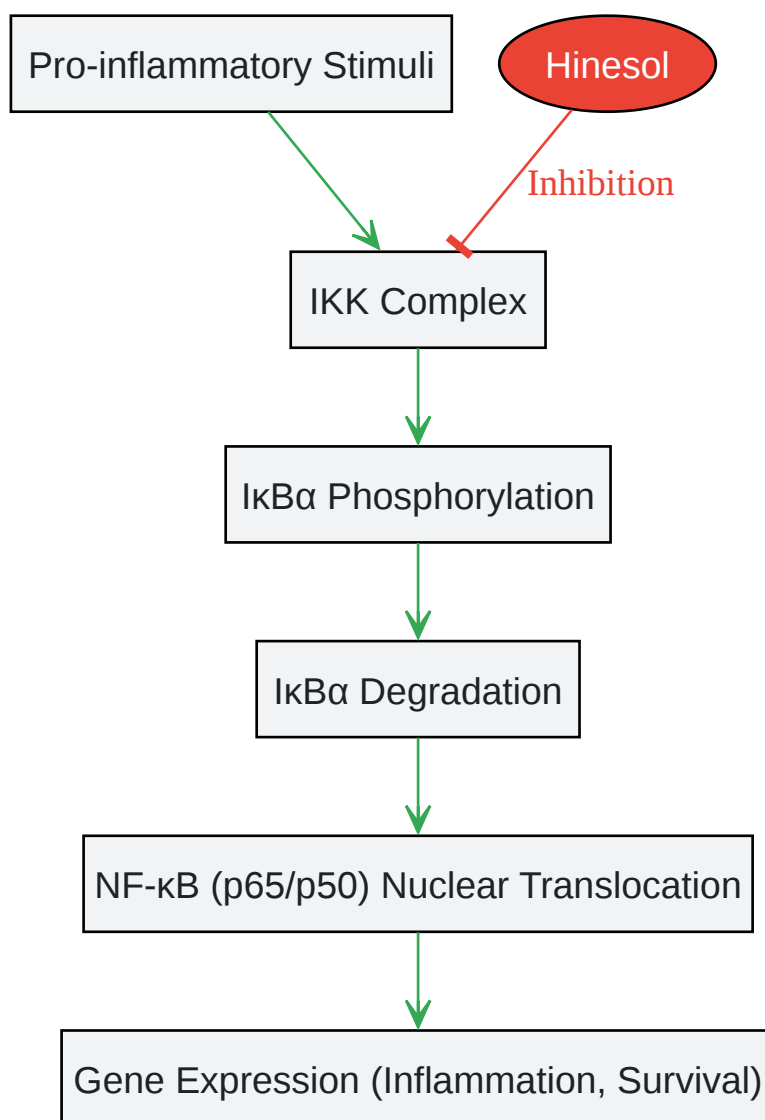 Pro-inflammatory Stimuli
Hinesol
Inhibition
IKK Complex
IκBα Phosphorylation
IκBα Degradation
NF-κB (p65/p50) Nuclear Translocation
Gene Expression (Inflammation, Survival)